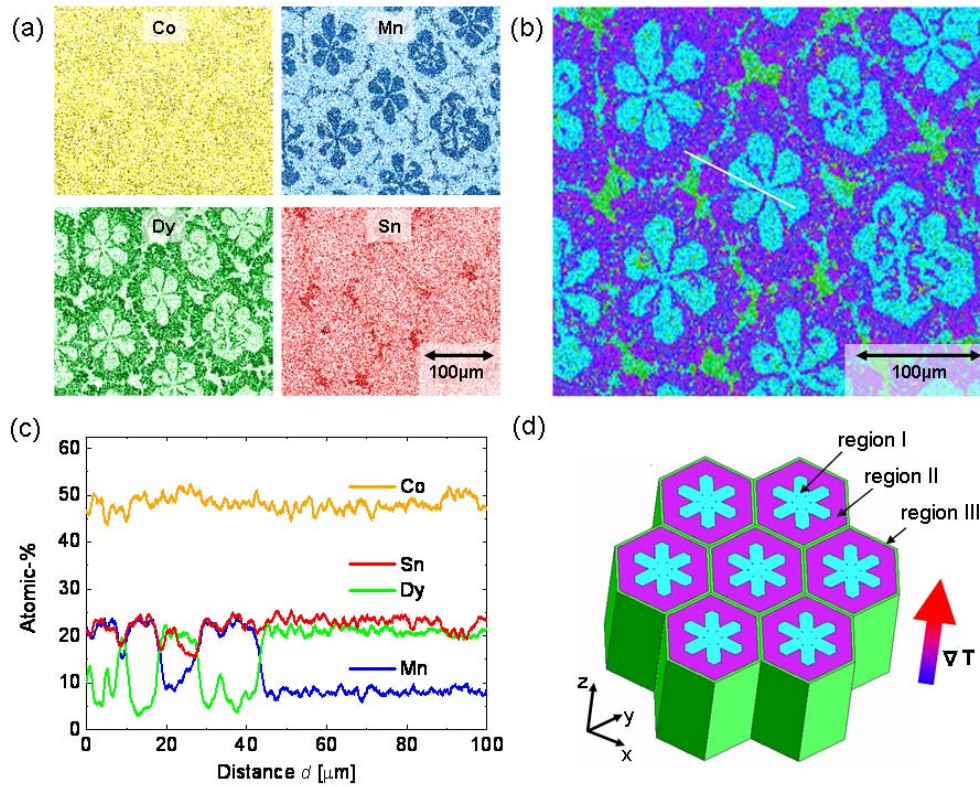 (a)
Co
Mn
Dy
Sn
100µm
(b)
100µm
(c)
60
50
40
30
20
10
0
Atomic-%
Co
Sn
Dy
Mn
0 20 40 60 80 100
Distance d [µm]
(d)
region I
region II
region III
∇ T
z
y
x